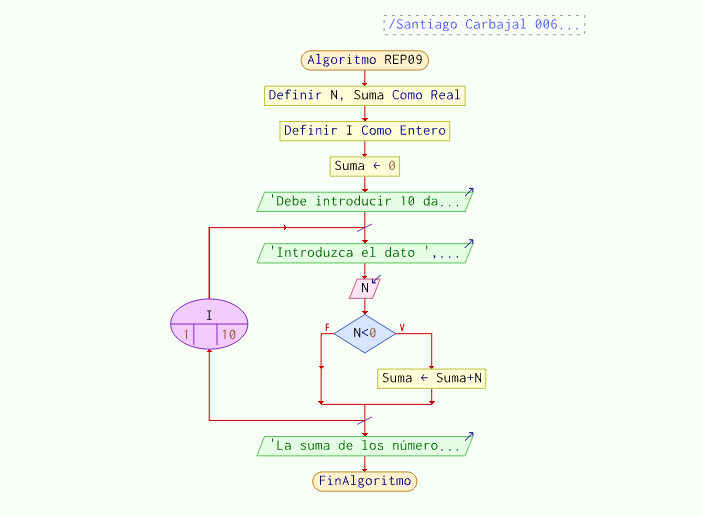 /Santiago Carbajal 006...
Algoritmo REP09
Definir N, Suma Como Real
Definir I Como Entero
Suma ← 0
'Debe introducir 10 da...
'Introduzca el dato ',...
N
I
1 10
F V
N<0
Suma ← Suma+N
'La suma de los número...
FinAlgoritmo